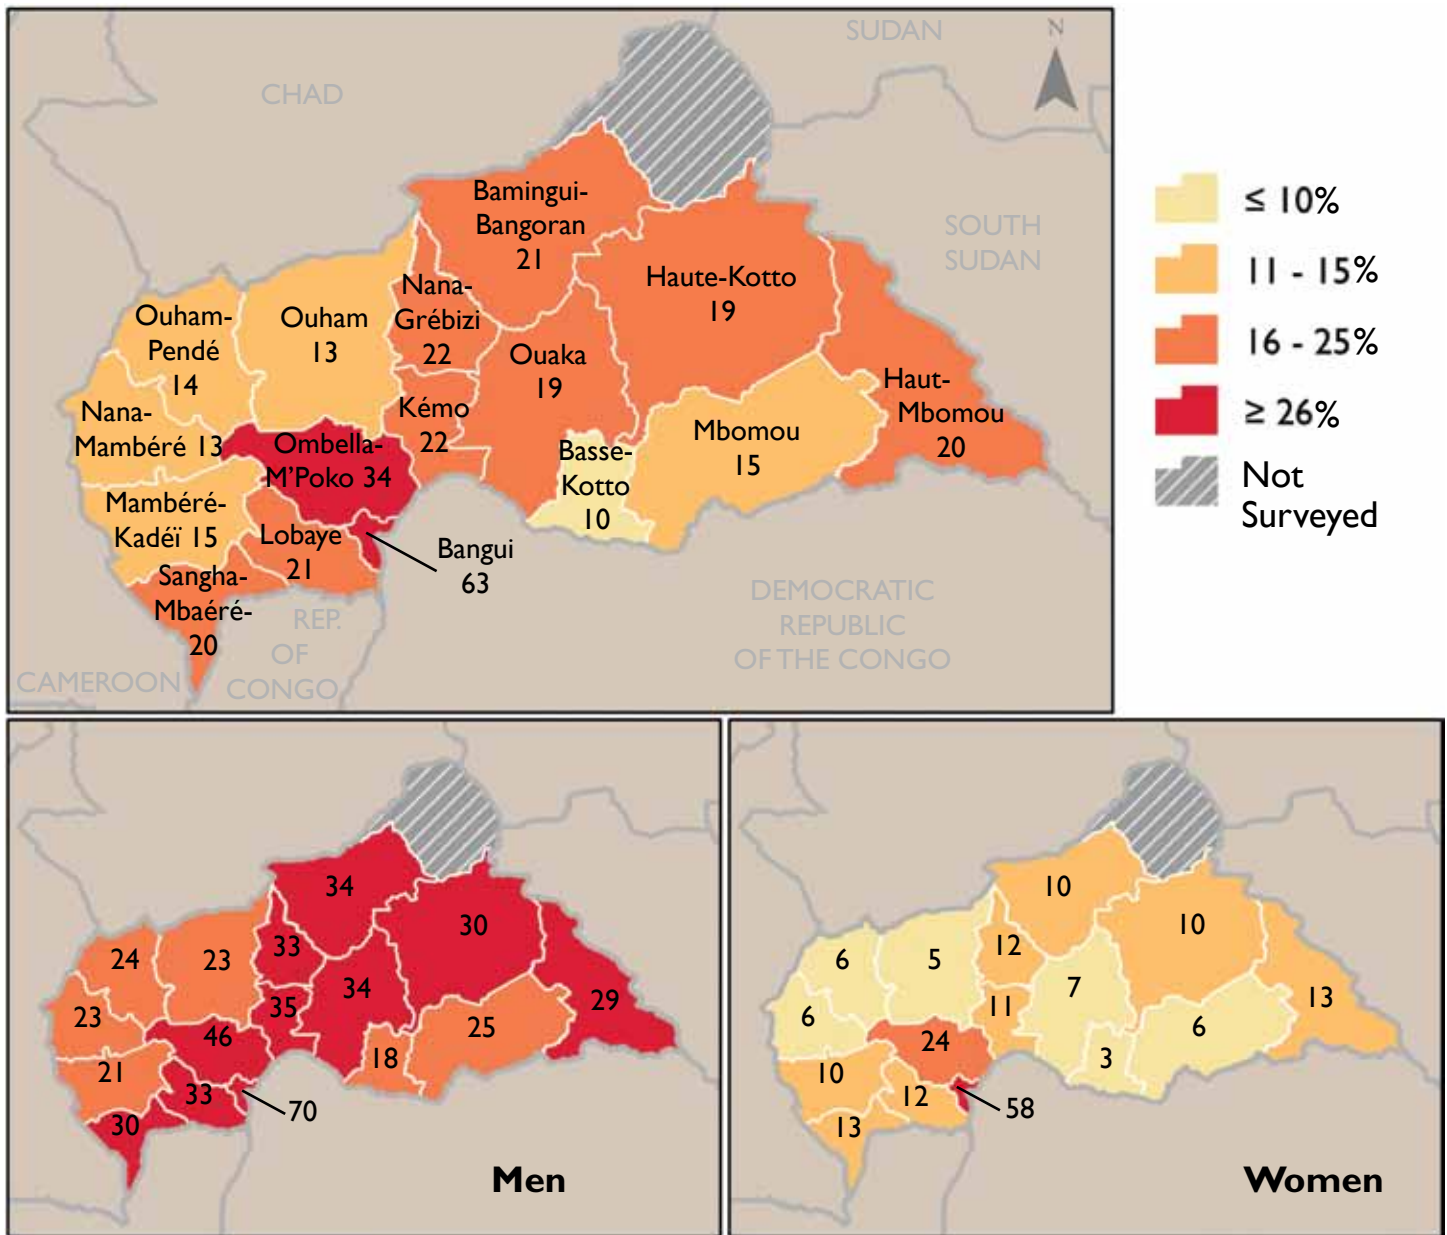 SUDAN
N
CHAD
SOUTH
SUDAN
Bamingui-
Bangoran
21
Haute-Kotto
19
Nana-
Grébizi
22
Ouham-
Pendé
14
Ouham
13
Ouaka
19
Haut-
Mbomou
20
Kémo
22
Nana-
Mambéré 13
Ombella-
M'Poko 34
Mbomou
15
Basse-
Kotto
10
Mambéré-
Kadéï 15
Lobaye
21
Bangui
63
Sangha-
Mbaéré-
20
DEMOCRATIC
REPUBLIC
OF THE CONGO
REP.
OF
CONGO
CAMEROON
≤ 10%
11 - 15%
16 - 25%
≥ 26%
Not
Surveyed
34
30
33
24
23
34
29
35
23
25
46
18
21
33
70
30
Men
10
10
12
6
5
7
13
11
6
6
24
3
10
12
58
13
Women